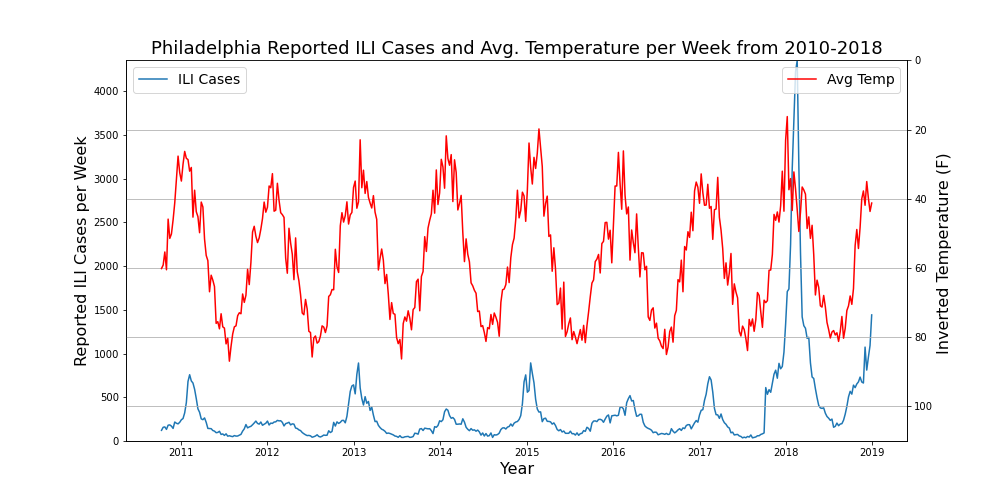 Philadelphia Reported ILI Cases and Avg. Temperature per Week from 2010-2018
ILI Cases
Avg Temp
Reported ILI Cases per Week
4000
3500
3000
2500
2000
1500
1000
500
0
0
20
40
60
80
100
Inverted Temperature (F)
2011 2012 2013 2014 2015 2016 2017 2018 2019
Year